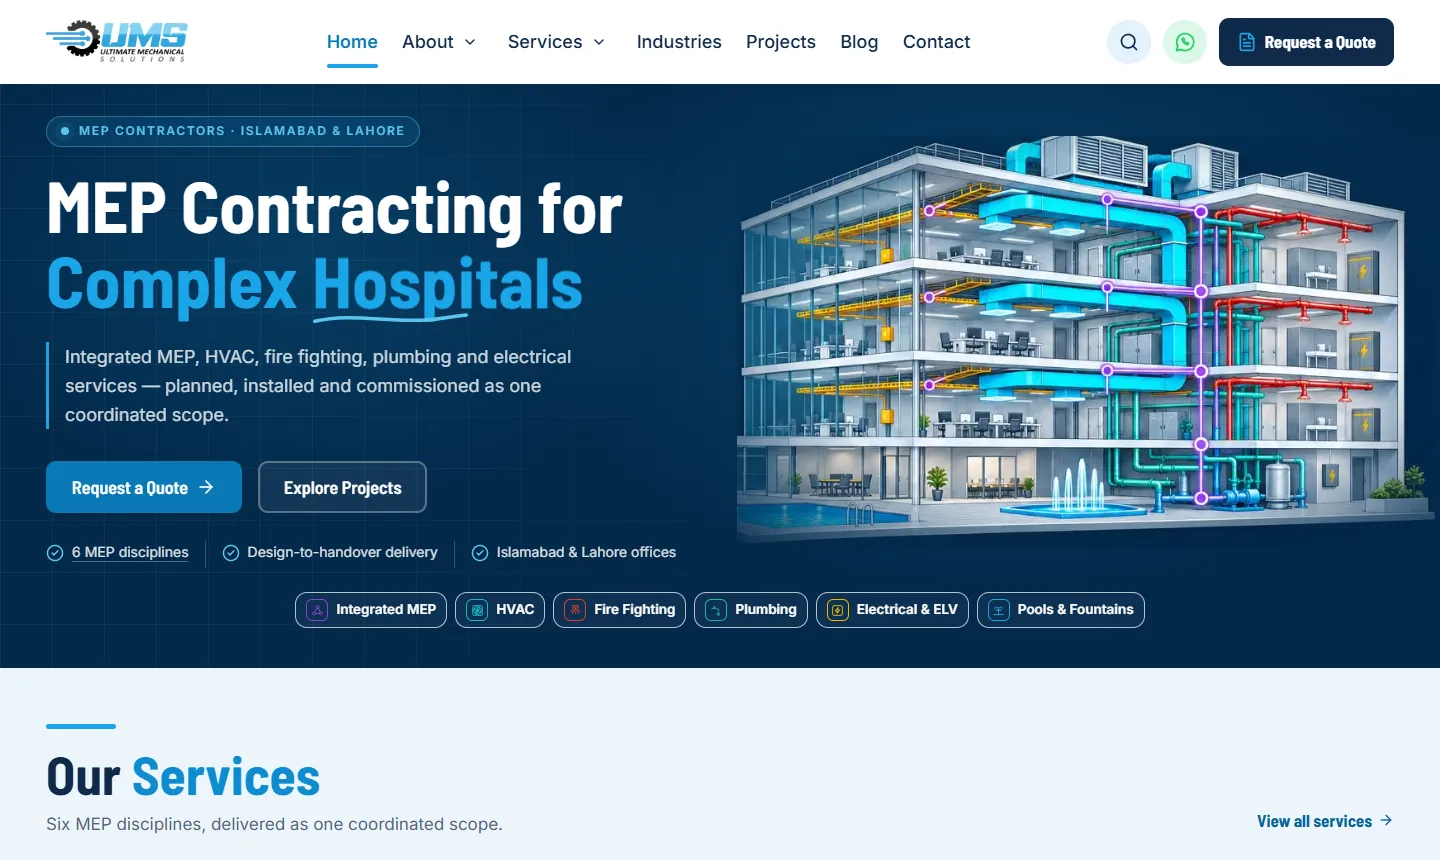 UMS
ULTIMATE MECHANICAL
SOLUTIONS
Home
About
Services
Industries
Projects
Blog
Contact
Request a Quote
MEP CONTRACTORS · ISLAMABAD & LAHORE
MEP Contracting for
Complex Hospitals
Integrated MEP, HVAC, fire fighting, plumbing and electrical
services — planned, installed and commissioned as one
coordinated scope.
Request a Quote
Explore Projects
6 MEP disciplines
Design-to-handover delivery
Islamabad & Lahore offices
Integrated MEP
HVAC
Fire Fighting
Plumbing
Electrical & ELV
Pools & Fountains
Our Services
Six MEP disciplines, delivered as one coordinated scope.
View all services